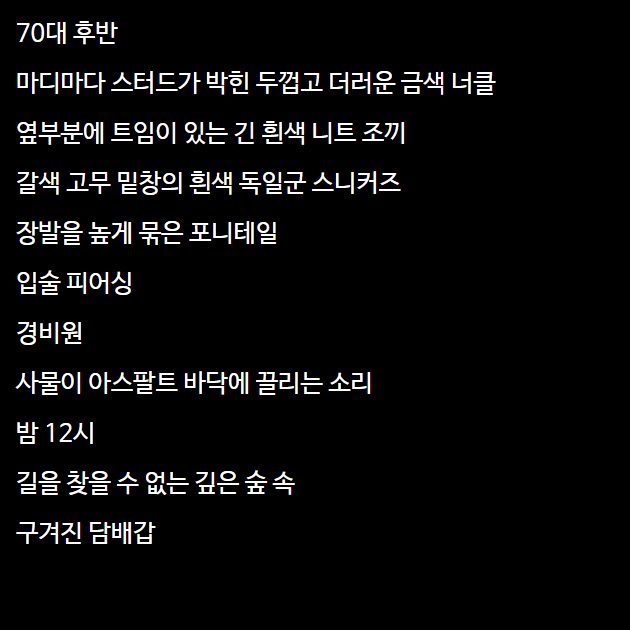 70대 후반
마디마다 스터드가 박힌 두껍고 더러운 금색 너클
옆부분에 트임이 있는 긴 흰색 니트 조끼
갈색 고무 밑창의 흰색 독일군 스니커즈
장발을 높게 묶은 포니테일
입술 피어싱
경비원
사물이 아스팔트 바닥에 끌리는 소리
밤 12시
길을 찾을 수 없는 깊은 숲 속
구겨진 담배갑